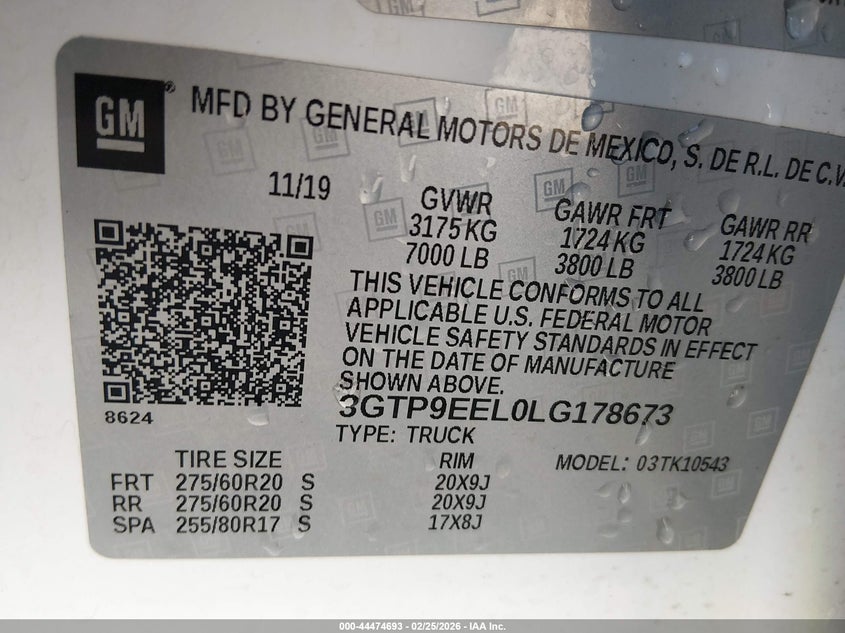 GM
MFD BY GENERAL MOTORS DE MEXICO, S. DE R.L. DE C.V.
11/19
GVWR GAWR FRT GAWR RR
3175 KG 1724 KG 1724 KG
7000 LB 3800 LB 3800 LB
THIS VEHICLE CONFORMS TO ALL
APPLICABLE U.S. FEDERAL MOTOR
VEHICLE SAFETY STANDARDS IN EFFECT
ON THE DATE OF MANUFACTURE
SHOWN ABOVE.
8624
3GTP9EEL0LG178673
TYPE: TRUCK
TIRE SIZE RIM MODEL: 03TK10543
FRT 275/60R20 S 20X9J
RR 275/60R20 S 20X9J
SPA 255/80R17 S 17X8J
000-44474693 - 02/25/2026 - IAA Inc.